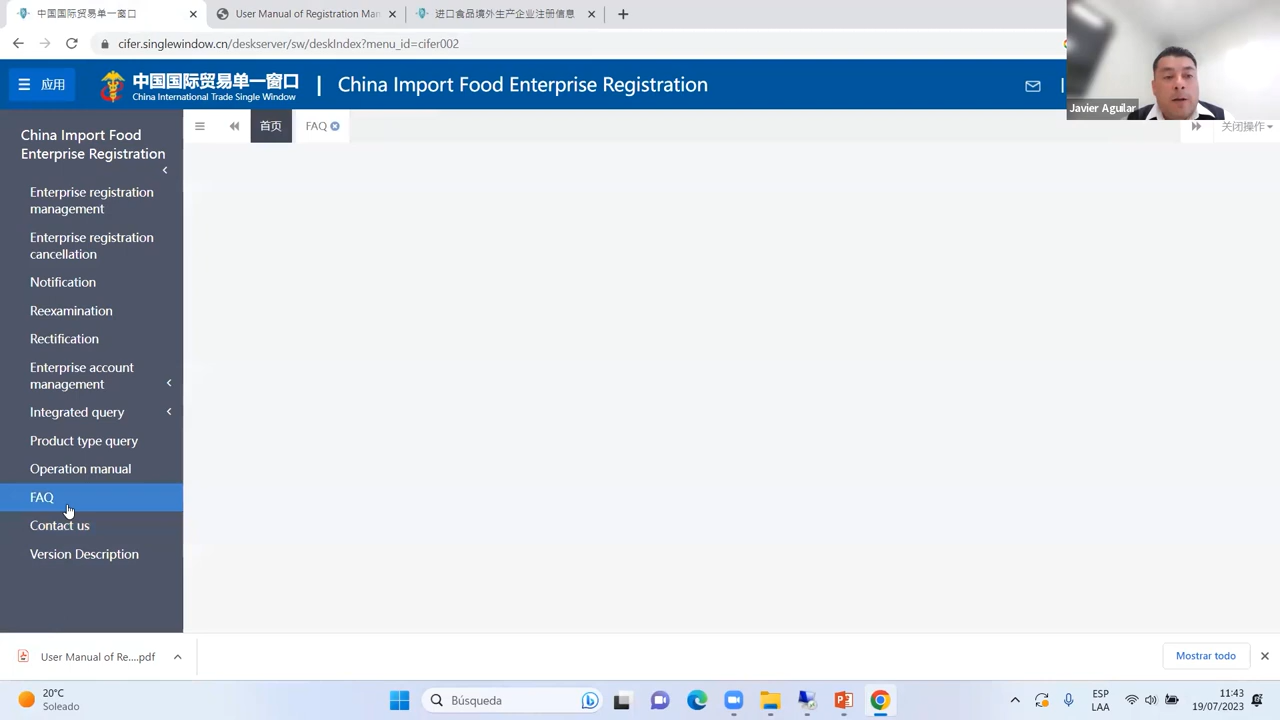 中国国际贸易单一窗口
User Manual of Registration Man
进口食品境外生产企业注册信息
cifer.singlewindow.cn/deskserver/sw/deskIndex?menu_id=cifer002
应用
中国国际贸易单一窗口
China International Trade Single Window
China Import Food Enterprise Registration
Javier Aguilar
China Import Food
Enterprise Registration
首页
FAQ
关闭操作
Enterprise registration
management
Enterprise registration
cancellation
Notification
Reexamination
Rectification
Enterprise account
management
Integrated query
Product type query
Operation manual
FAQ
Contact us
Version Description
User Manual of Re....pdf
Mostrar todo
20°C
Soleado
Búsqueda
ESP
LAA
11:43
19/07/2023